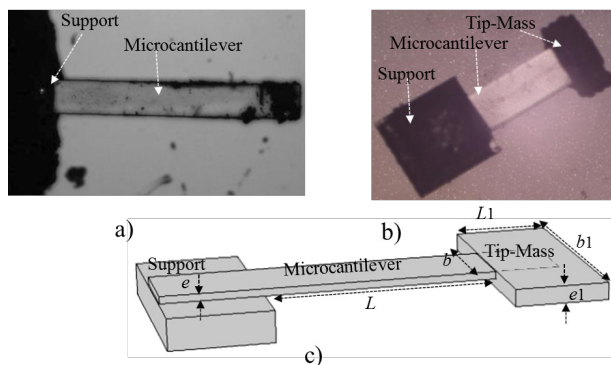 Support
Microcantilever
a)
Tip-Mass
Microcantilever
Support
b)
L1
b1
Support
e
Microcantilever
b
Tip-Mass
L
e1
c)